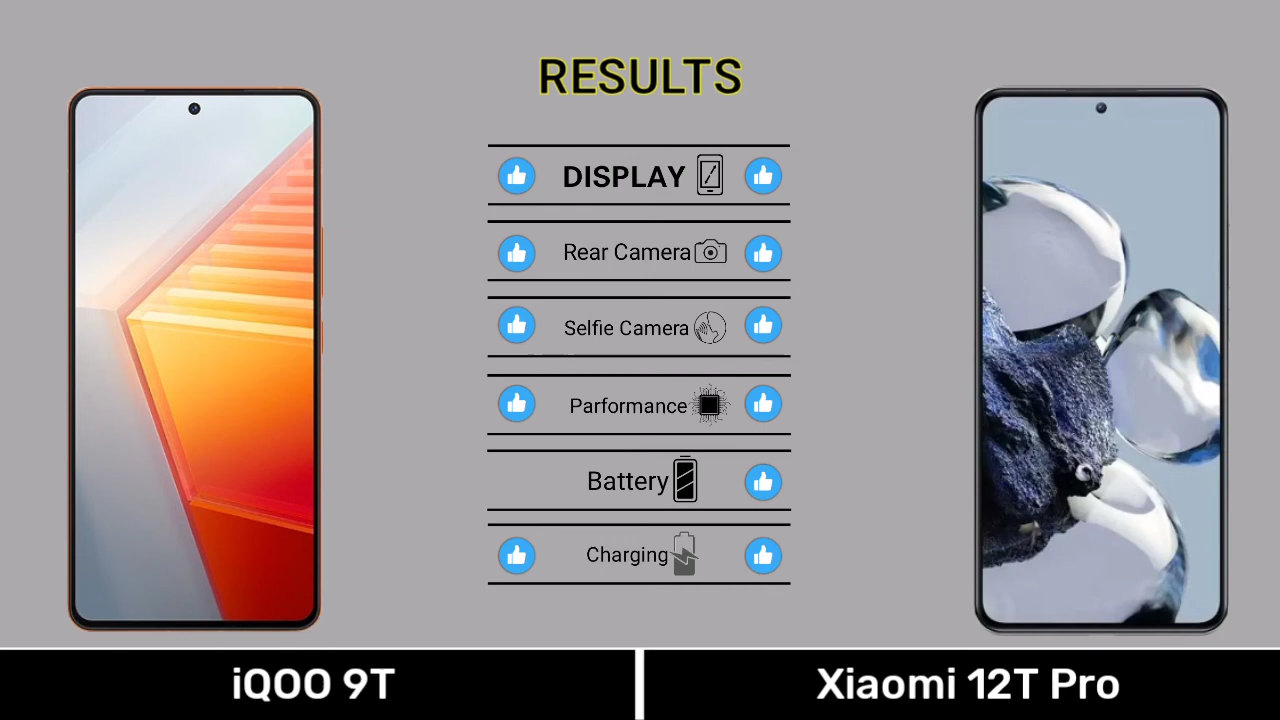 RESULTS
DISPLAY
Rear Camera
Selfie Camera
Parformance
Battery
Charging
iQOO 9T
Xiaomi 12T Pro